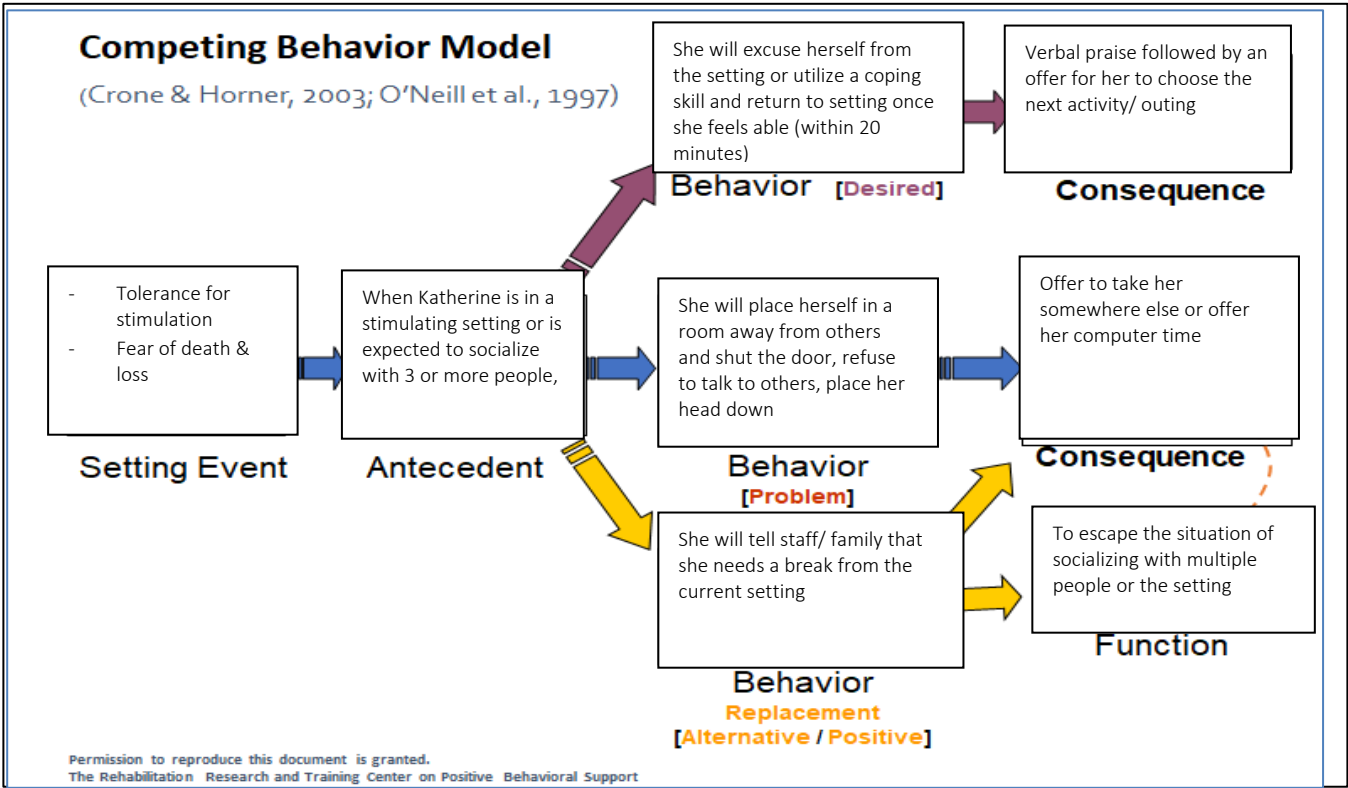 Competing Behavior Model
(Crone & Horner, 2003; O'Neill et al., 1997)
She will excuse herself from
the setting or utilize a coping
skill and return to setting once
she feels able (within 20
minutes)
Behavior [Desired]
Verbal praise followed by an
offer for her to choose the
next activity/ outing
Consequence
- Tolerance for
stimulation
- Fear of death &
loss
Setting Event
When Katherine is in a
stimulating setting or is
expected to socialize
with 3 or more people,
Antecedent
She will place herself in a
room away from others
and shut the door, refuse
to talk to others, place her
head down
Behavior
[Problem]
Offer to take her
somewhere else or offer
her computer time
Consequence
She will tell staff/ family that
she needs a break from the
current setting
Behavior
Replacement
[Alternative / Positive]
To escape the situation of
socializing with multiple
people or the setting
Function
Permission to reproduce this document is granted.
The Rehabilitation Research and Training Center on Positive Behavioral Support